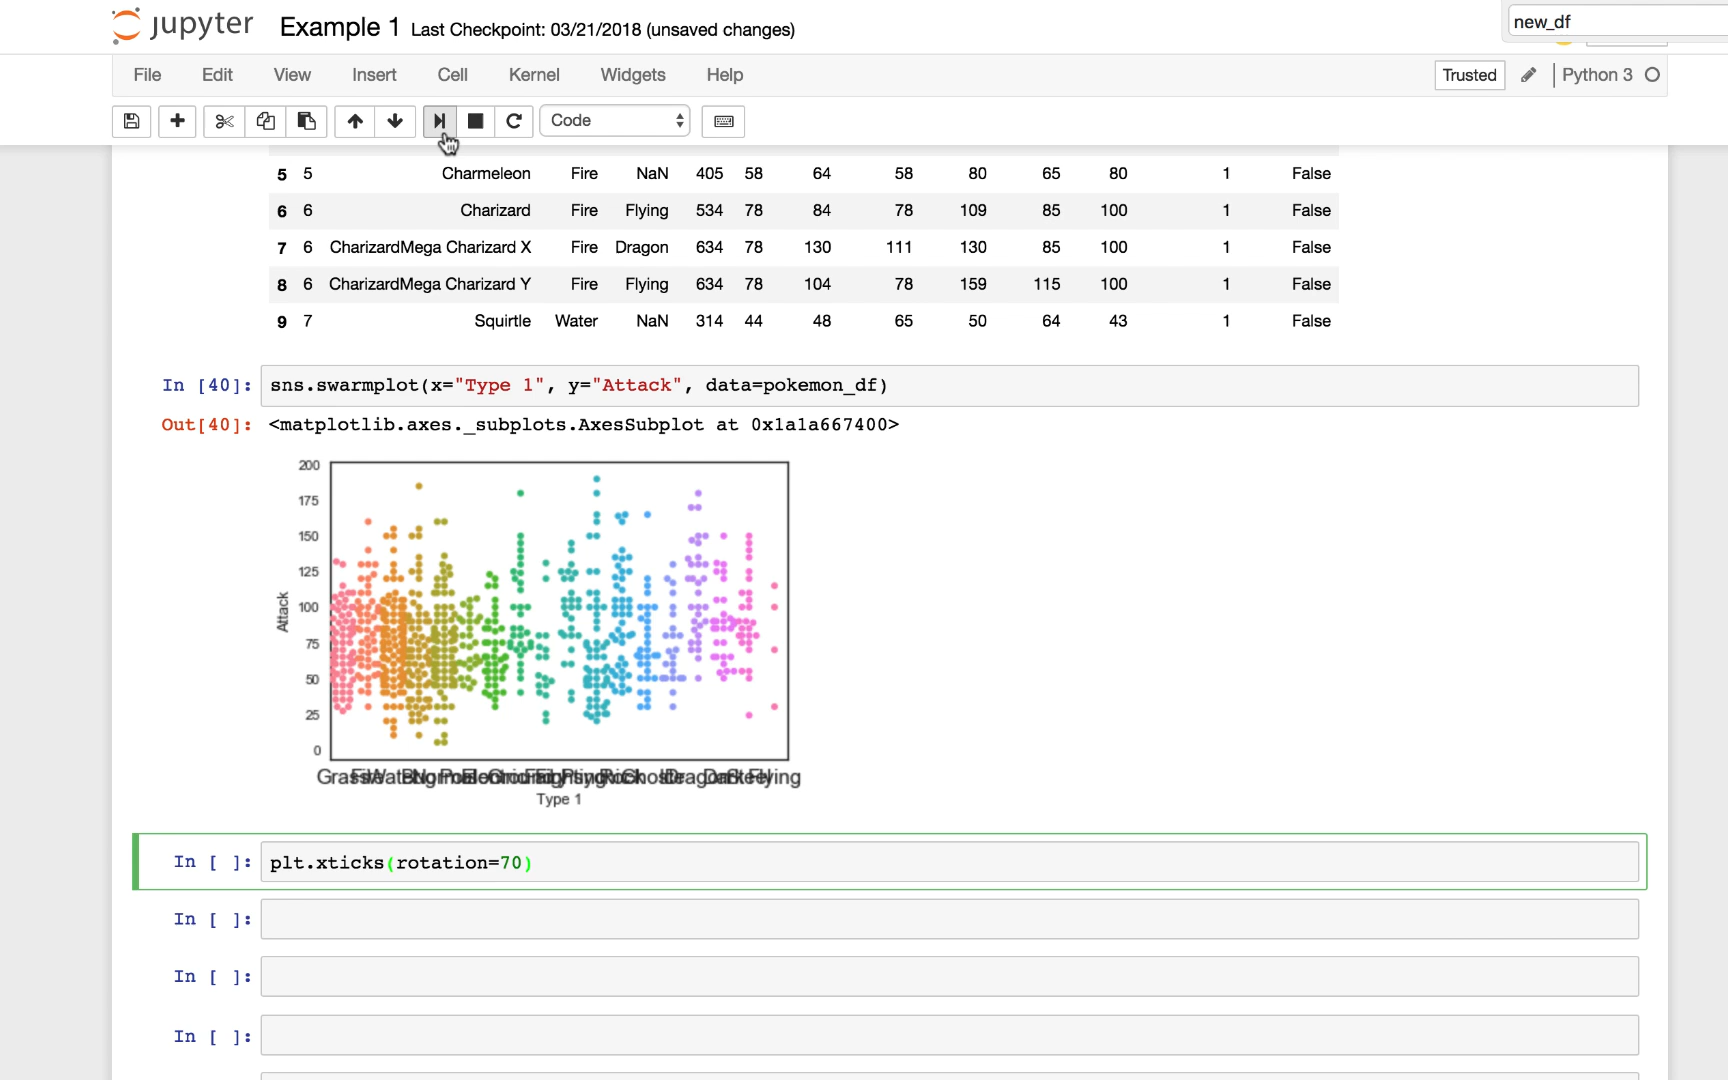 jupyter Example 1 Last Checkpoint: 03/21/2018 (unsaved changes)
new_df
File Edit View Insert Cell Kernel Widgets Help
Trusted Python 3
Code
5 5 Charmeleon Fire NaN 405 58 64 58 80 65 80 1 False
6 6 Charizard Fire Flying 534 78 84 78 109 85 100 1 False
7 6 CharizardMega Charizard X Fire Dragon 634 78 130 111 130 85 100 1 False
8 6 CharizardMega Charizard Y Fire Flying 634 78 104 78 159 115 100 1 False
9 7 Squirtle Water NaN 314 44 48 65 50 64 43 1 False
In [40]: sns.swarmplot(x="Type 1", y="Attack", data=pokemon_df)
Out[40]: <matplotlib.axes._subplots.AxesSubplot at 0x1a1a667400>
200
175
150
125
100
75
50
25
0
Attack
Type 1
In [ ]: plt.xticks(rotation=70)
In [ ]:
In [ ]:
In [ ]: